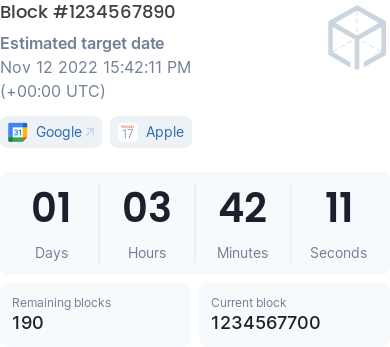 Block #1234567890
Estimated target date
Nov 12 2022 15:42:11 PM
(+00:00 UTC)
31 Google 17 Apple
01 03 42 11
Days Hours Minutes Seconds
Remaining blocks Current block
190 1234567700